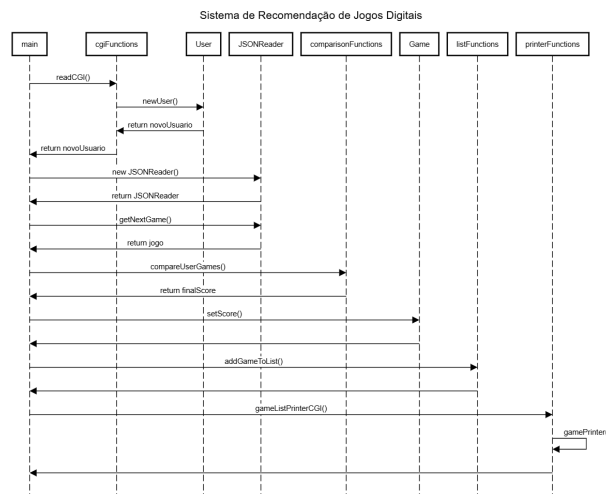 Sistema de Recomendação de Jogos Digitais
main cgiFunctions User JSONReader comparisonFunctions Game listFunctions printerFunctions
readCGI()
newUser()
return novoUsuario
return novoUsuario
new JSONReader()
return JSONReader
getNextGame()
return jogo
compareUserGames()
return finalScore
setScore()
addGameToList()
gameListPrinterCGI()